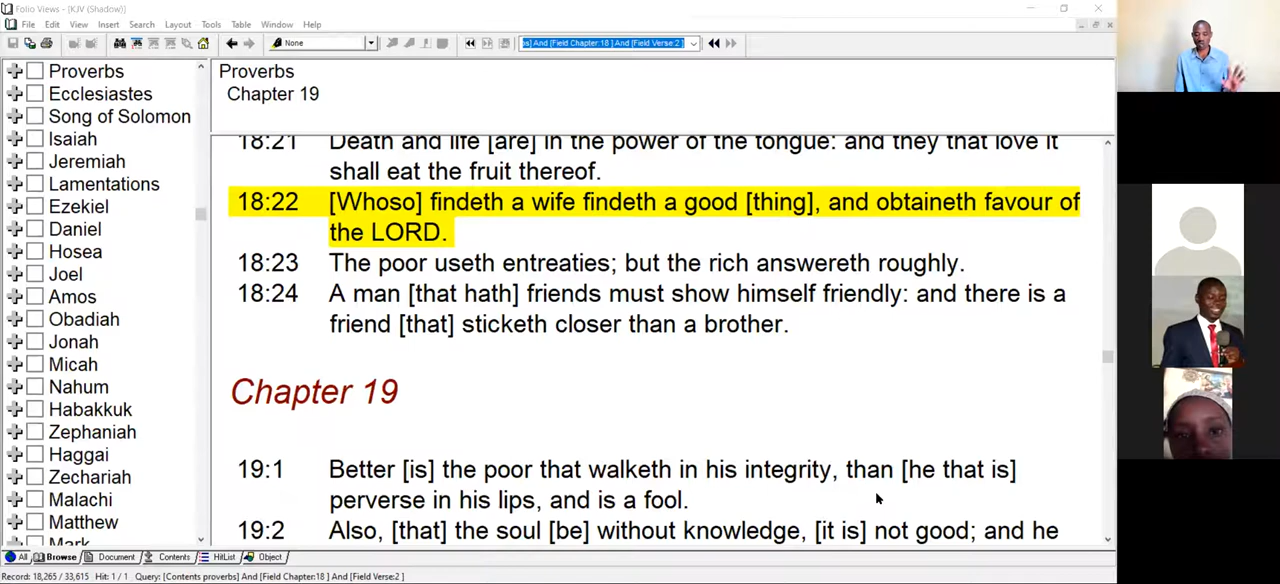 Folio Views - [KJV (Shadow)]
File Edit View Insert Search Layout Tools Table Window Help
None
s] And [Field Chapter:18 ] And [Field Verse:2 ]
Proverbs
Ecclesiastes
Song of Solomon
Isaiah
Jeremiah
Lamentations
Ezekiel
Daniel
Hosea
Joel
Amos
Obadiah
Jonah
Micah
Nahum
Habakkuk
Zephaniah
Haggai
Zechariah
Malachi
Matthew
Mark
Proverbs
Chapter 19
18:21 Death and life [are] in the power of the tongue: and they that love it
shall eat the fruit thereof.
18:22 [Whoso] findeth a wife findeth a good [thing], and obtaineth favour of
the LORD.
18:23 The poor useth entreaties; but the rich answereth roughly.
18:24 A man [that hath] friends must show himself friendly: and there is a
friend [that] sticketh closer than a brother.
Chapter 19
19:1 Better [is] the poor that walketh in his integrity, than [he that is]
perverse in his lips, and is a fool.
19:2 Also, [that] the soul [be] without knowledge, [it is] not good; and he
All Browse Document Contents HitList Object
Record: 18,265 / 33,615 Hit: 1 / 1 Query: [Contents proverbs] And [Field Chapter:18 ] And [Field Verse:2 ]